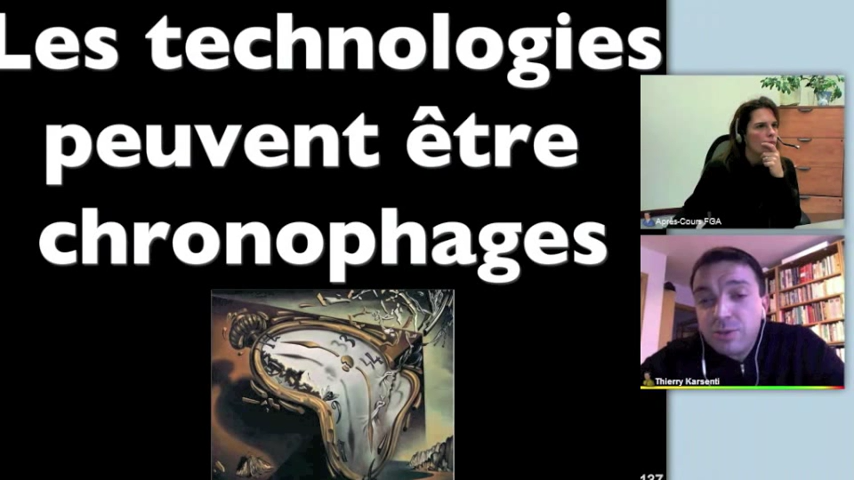 Les technologies
peuvent être
chronophages
Après-Cours FGA
Thierry Karsenti
137